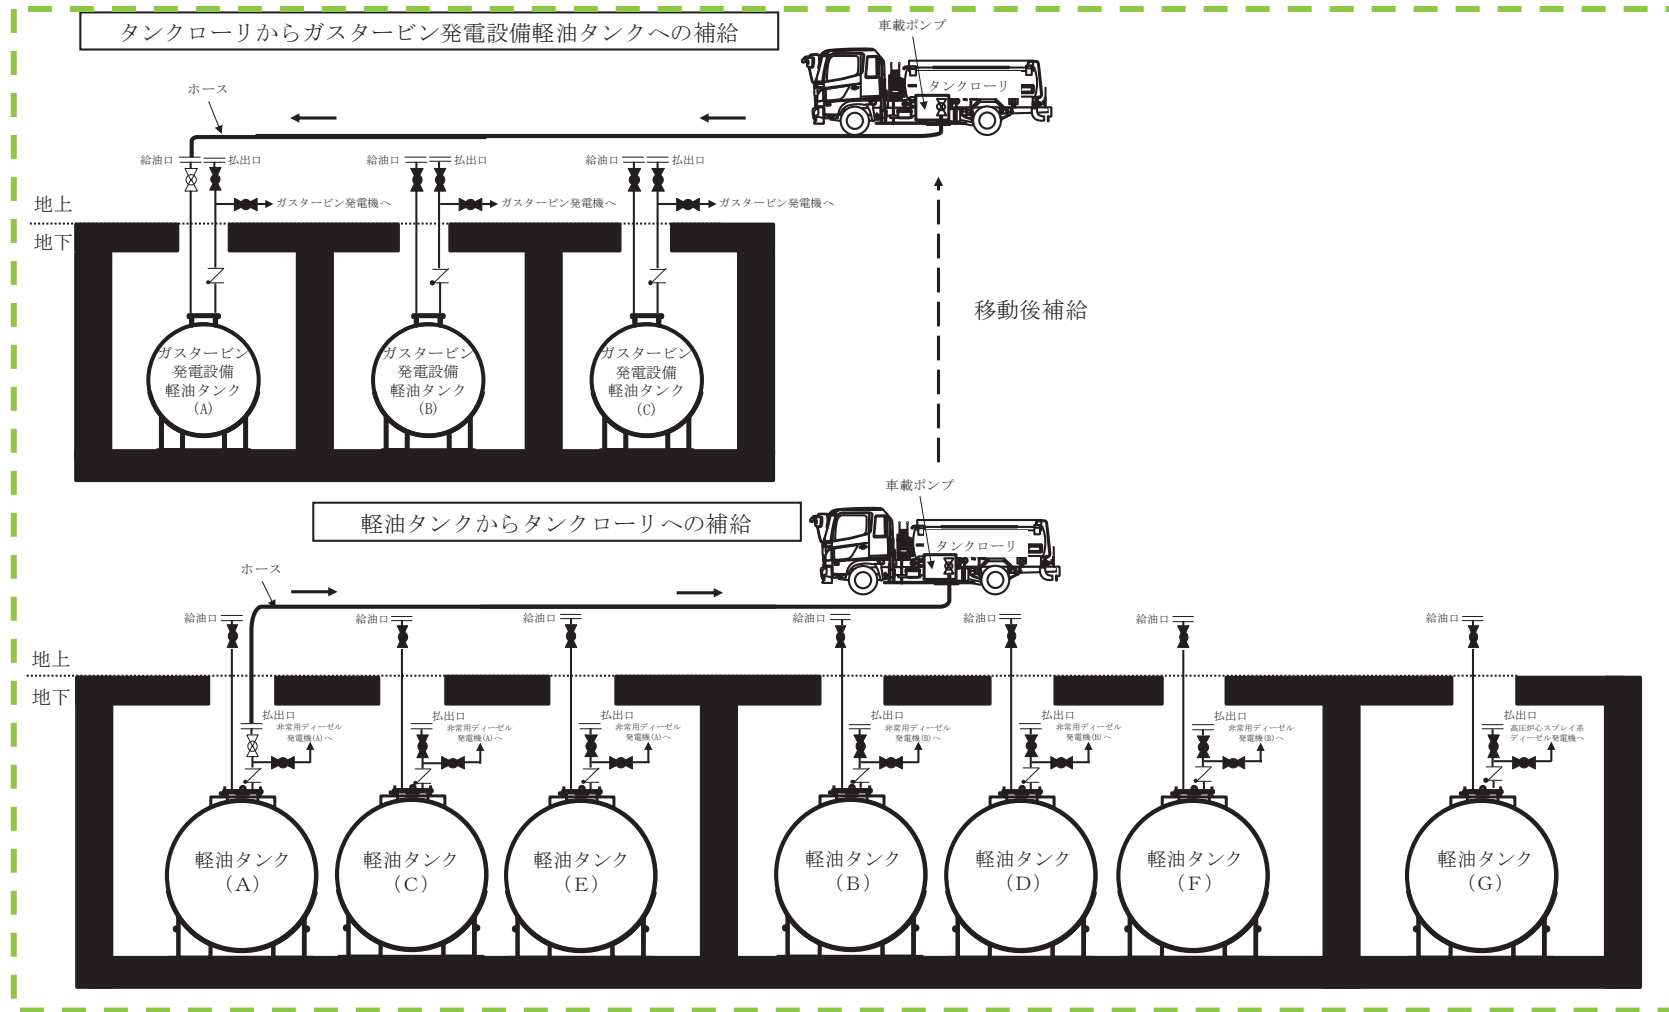 タンクローリからガスタービン発電設備軽油タンクへの補給
車載ポンプ
タンクローリ
ホース
給油口
払出口
給油口
払出口
給油口
払出口
ガスタービン発電機へ
ガスタービン発電機へ
ガスタービン発電機へ
地上
地下
移動後補給
ガスタービン
発電設備
軽油タンク
(A)
ガスタービン
発電設備
軽油タンク
(B)
ガスタービン
発電設備
軽油タンク
(C)
軽油タンクからタンクローリへの補給
車載ポンプ
タンクローリ
ホース
給油口
給油口
給油口
給油口
給油口
給油口
給油口
地上
地下
払出口
非常用ディーゼル
発電機(A)へ
払出口
非常用ディーゼル
発電機(A)へ
払出口
非常用ディーゼル
発電機(A)へ
払出口
非常用ディーゼル
発電機(B)へ
払出口
非常用ディーゼル
発電機(B)へ
払出口
非常用ディーゼル
発電機(B)へ
払出口
高圧炉心スプレイ系
ディーゼル発電機へ
軽油タンク
(A)
軽油タンク
(C)
軽油タンク
(E)
軽油タンク
(B)
軽油タンク
(D)
軽油タンク
(F)
軽油タンク
(G)